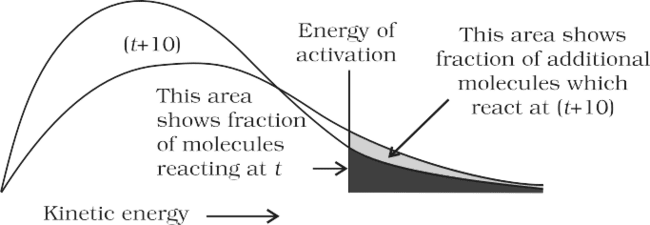 (t+10)
Energy of
activation
This area shows
fraction of additional
molecules which
react at (t+10)
This area
shows fraction
of molecules
reacting at t
Kinetic energy